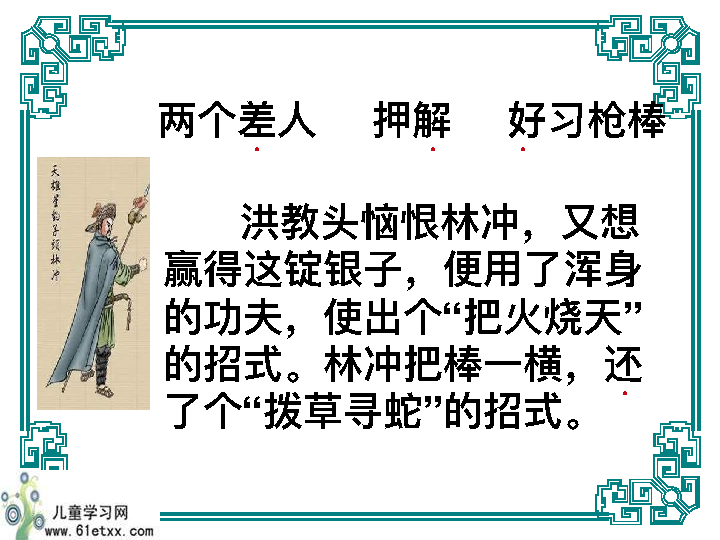 两个差人 押解 好习枪棒
洪教头恼恨林冲，又想
赢得这锭银子，便用了浑身
的功夫，使出个“把火烧天”
的招式。林冲把棒一横，还
了个“拨草寻蛇”的招式。
天雄星豹子头林冲
儿童学习网
www.61etxx.com